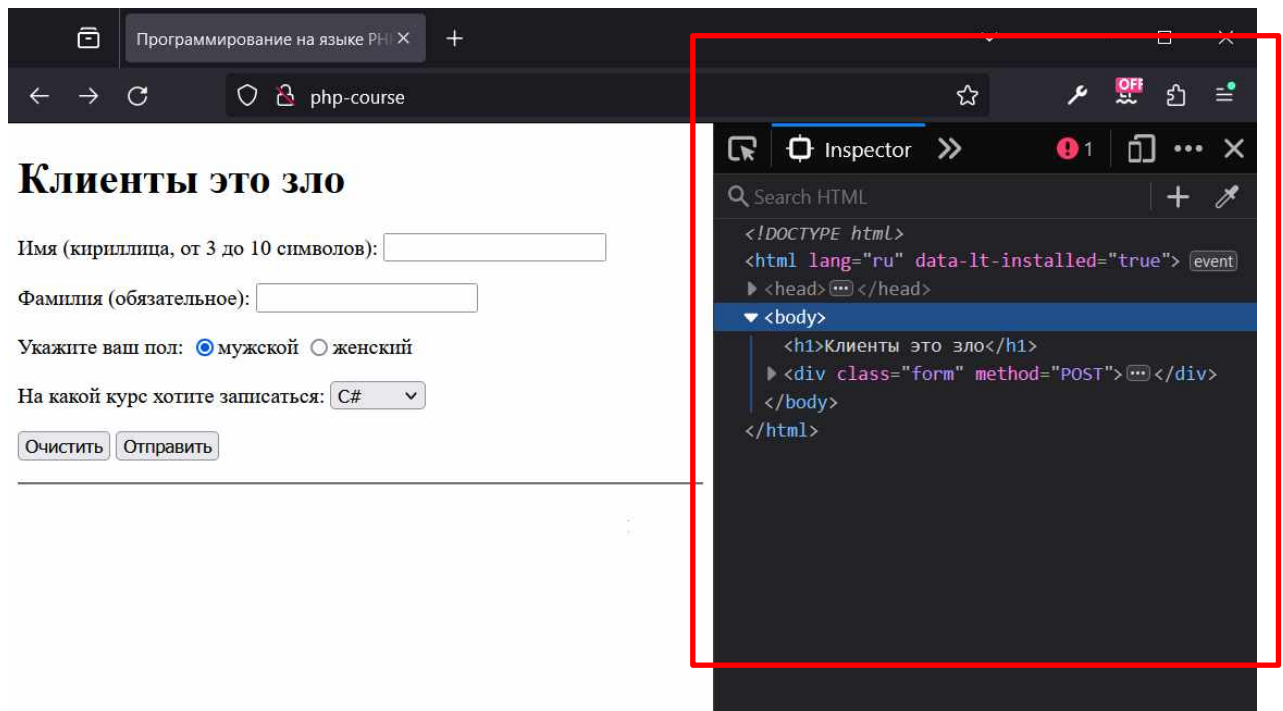 Программирование на языке PH
php-course
OFF
Клиенты это зло
Имя (кириллица, от 3 до 10 символов):
Фамилия (обязательное):
Укажите ваш пол: мужской женский
На какой курс хотите записаться: C#
Очистить Отправить
Inspector 1
Search HTML
<!DOCTYPE html>
<html lang="ru" data-lt-installed="true"> event
<head> ••• </head>
<body>
<h1>Клиенты это зло</h1>
<div class="form" method="POST"> ••• </div>
</body>
</html>